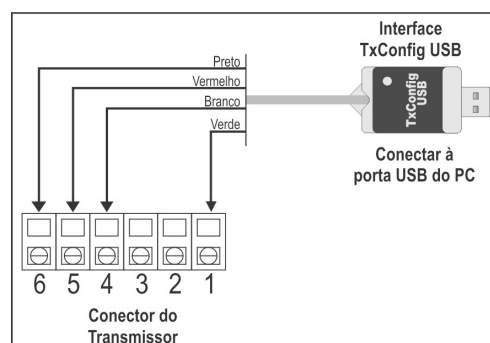 Interface
TxConfig USB
Preto
Vermelho
Branco
Verde
TxConfig
USB
Conectar à
porta USB do PC
6 5 4 3 2 1
Conector do
Transmissor